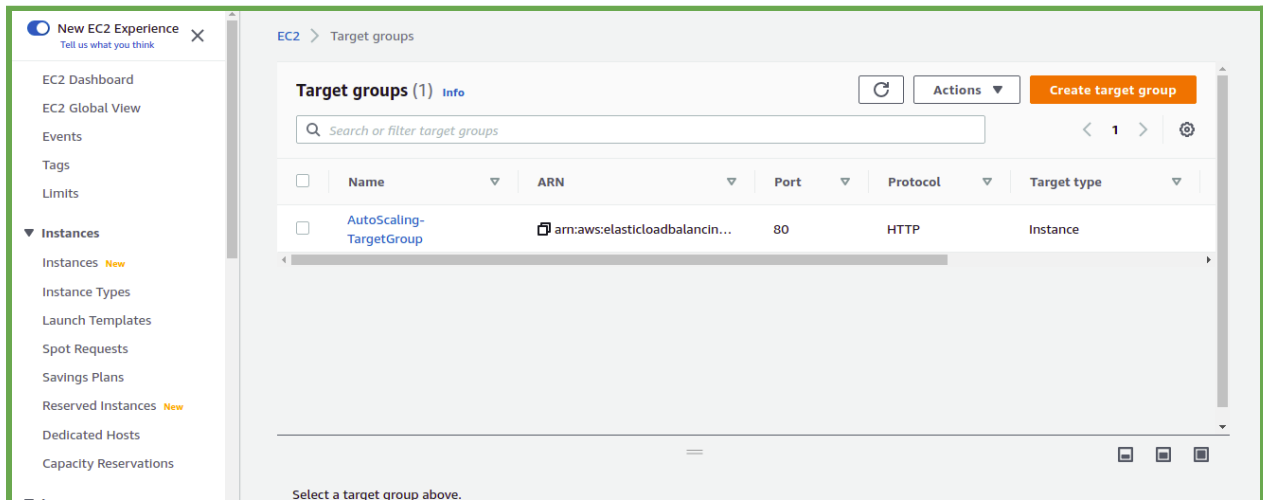 New EC2 Experience
Tell us what you think
EC2 Dashboard
EC2 Global View
Events
Tags
Limits
Instances
Instances New
Instance Types
Launch Templates
Spot Requests
Savings Plans
Reserved Instances New
Dedicated Hosts
Capacity Reservations
EC2 > Target groups
Target groups (1) Info
Actions
Create target group
Search or filter target groups
1
Name ARN Port Protocol Target type
AutoScaling-
TargetGroup
arn:aws:elasticloadbalancin... 80 HTTP Instance
Select a target group above.